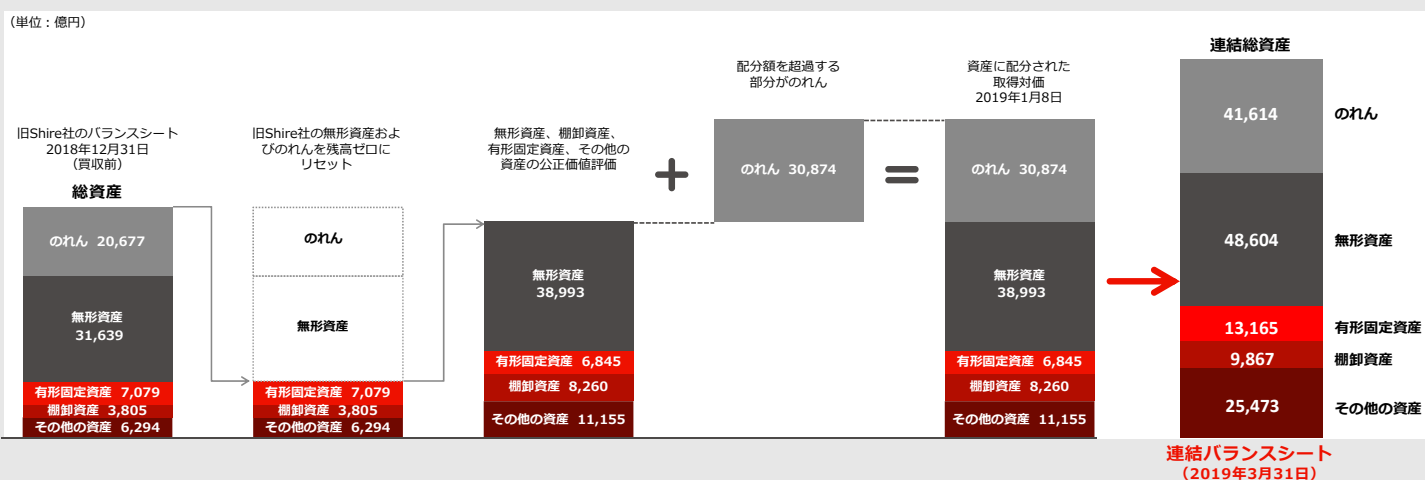 （単位：億円）
旧Shire社のバランスシート
2018年12月31日
（買収前）
総資産
のれん 20,677
無形資産
31,639
有形固定資産 7,079
棚卸資産 3,805
その他の資産 6,294
旧Shire社の無形資産およ
びのれんを残高ゼロに
リセット
のれん
無形資産
有形固定資産 7,079
棚卸資産 3,805
その他の資産 6,294
無形資産、棚卸資産、
有形固定資産、その他の
資産の公正価値評価
無形資産
38,993
有形固定資産 6,845
棚卸資産 8,260
その他の資産 11,155
+
配分額を超過する
部分がのれん
のれん 30,874
=
資産に配分された
取得対価
2019年1月8日
のれん 30,874
無形資産
38,993
有形固定資産 6,845
棚卸資産 8,260
その他の資産 11,155
連結総資産
41,614 のれん
48,604 無形資産
13,165 有形固定資産
9,867 棚卸資産
25,473 その他の資産
連結バランスシート
（2019年3月31日）